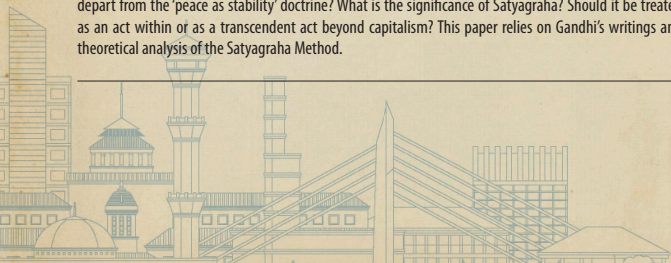 depart from the ‘peace as stability’ doctrine? What is the significance of Satyagraha? Should it be treate
as an act within or as a transcendent act beyond capitalism? This paper relies on Gandhi’s writings an
theoretical analysis of the Satyagraha Method.